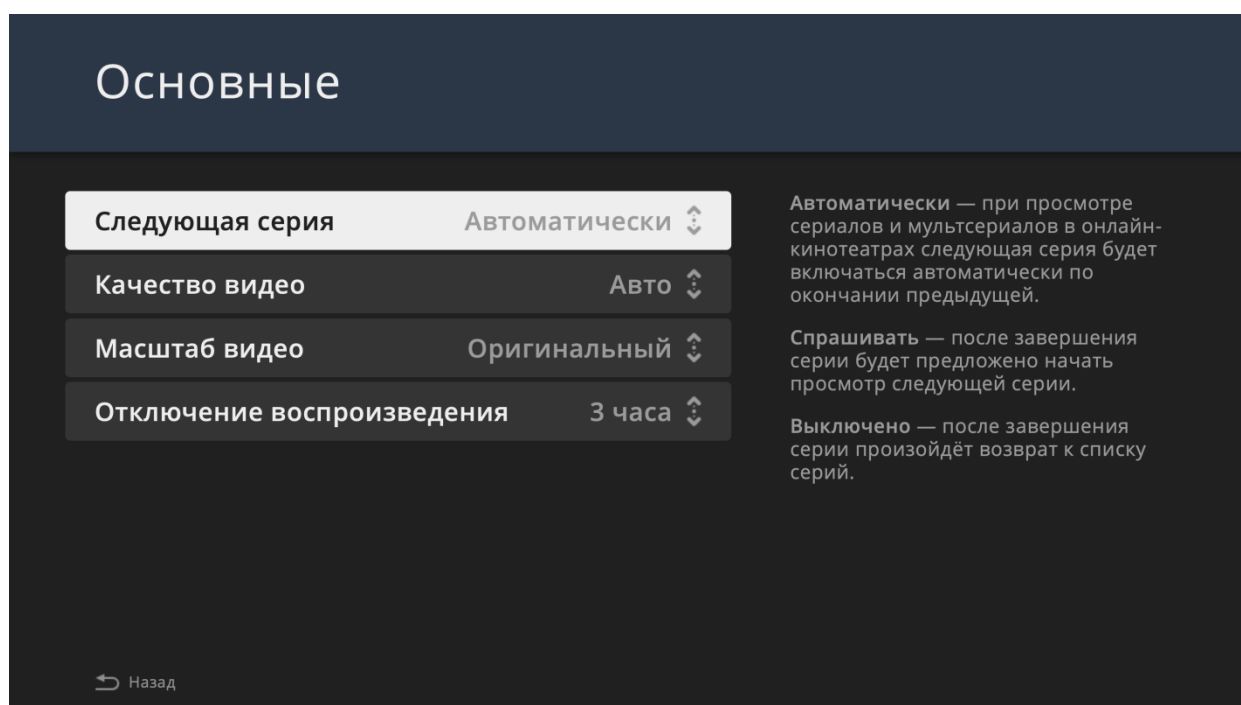 Основные
Следующая серия Автоматически
Качество видео Авто
Масштаб видео Оригинальный
Отключение воспроизведения 3 часа
Автоматически — при просмотре
сериалов и мультсериалов в онлайн-
кинотеатрах следующая серия будет
включаться автоматически по
окончании предыдущей.
Спрашивать — после завершения
серии будет предложено начать
просмотр следующей серии.
Выключено — после завершения
серии произойдёт возврат к списку
серий.
Назад